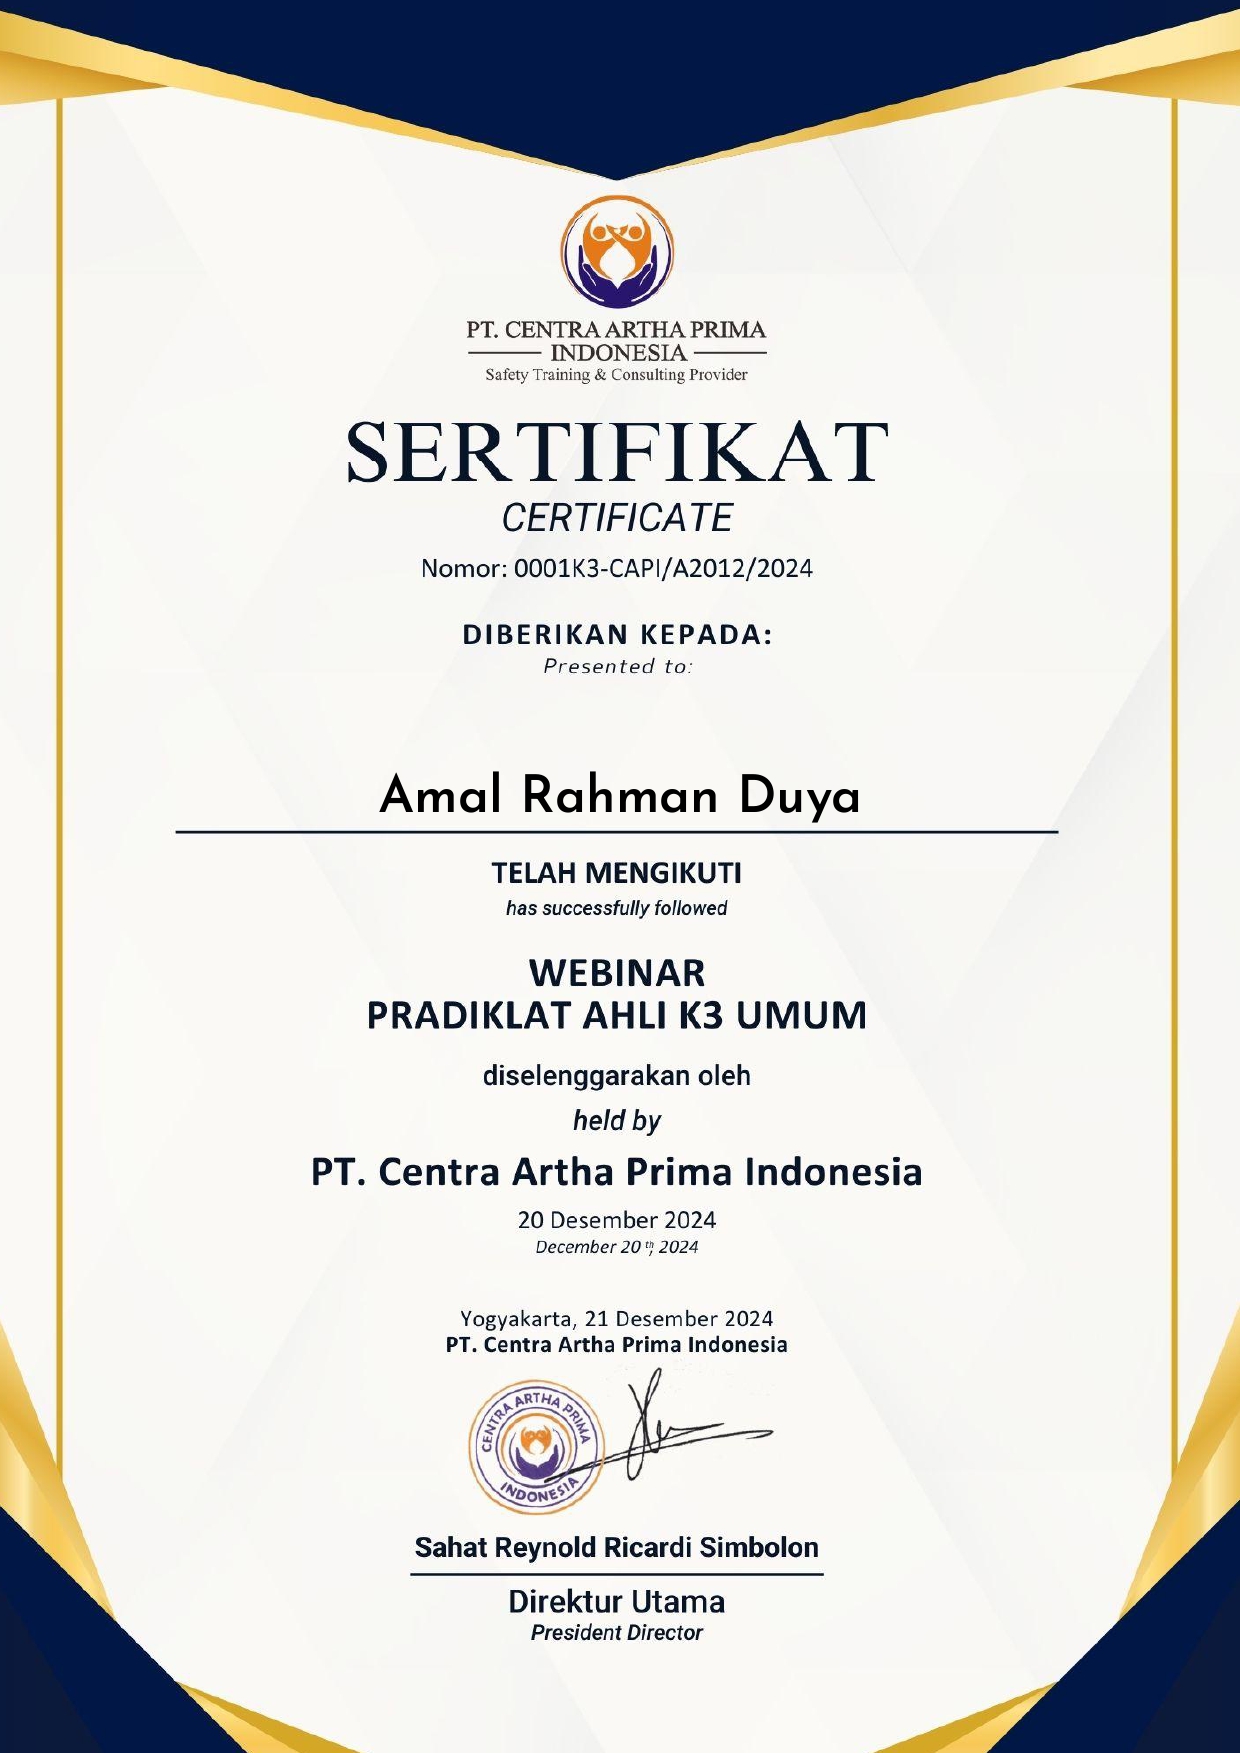 PT. CENTRA ARTHA PRIMA
INDONESIA
Safety Training & Consulting Provider
SERTIFIKAT
CERTIFICATE
Nomor: 0001K3-CAPI/A2012/2024
DIBERIKAN KEPADA:
Presented to:
Amal Rahman Duya
TELAH MENGIKUTI
has successfully followed
WEBINAR
PRADIKLAT AHLI K3 UMUM
diselenggarakan oleh
held by
PT. Centra Artha Prima Indonesia
20 Desember 2024
December 20 th, 2024
Yogyakarta, 21 Desember 2024
PT. Centra Artha Prima Indonesia
CENTRA ARTHA PRIMA
INDONESIA
Sahat Reynold Ricardi Simbolon
Direktur Utama
President Director